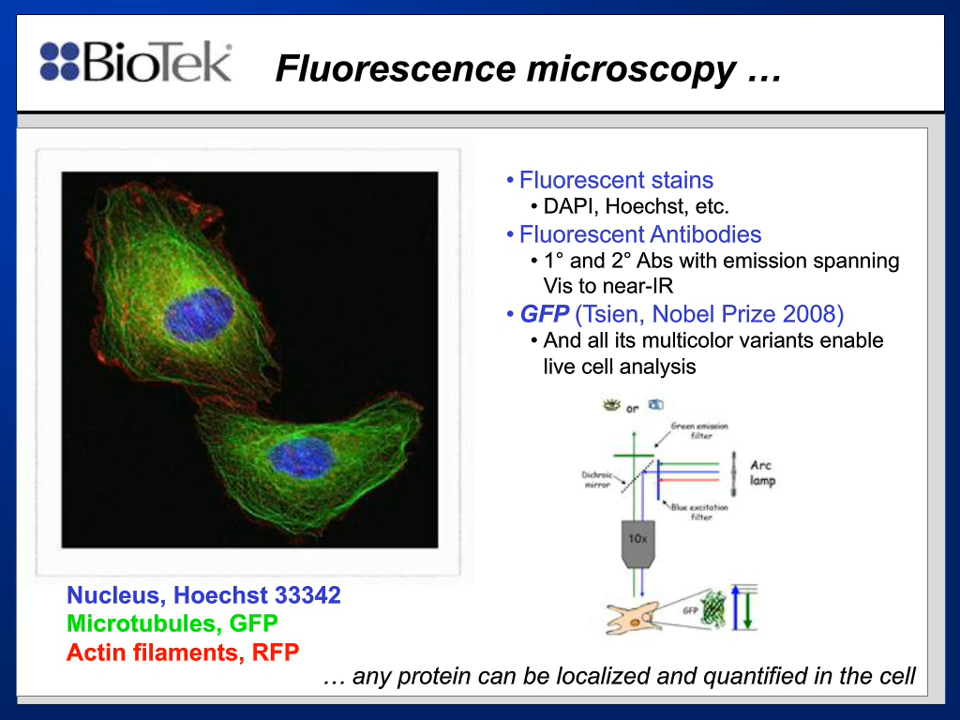 BioTek®
Fluorescence microscopy …
• Fluorescent stains
• DAPI, Hoechst, etc.
• Fluorescent Antibodies
• 1° and 2° Abs with emission spanning
Vis to near-IR
• GFP (Tsien, Nobel Prize 2008)
• And all its multicolor variants enable
live cell analysis
or
Green emission
filter
Dichroic
mirror
Arc
lamp
Blue excitation
filter
10x
GFP
Nucleus, Hoechst 33342
Microtubules, GFP
Actin filaments, RFP
… any protein can be localized and quantified in the cell